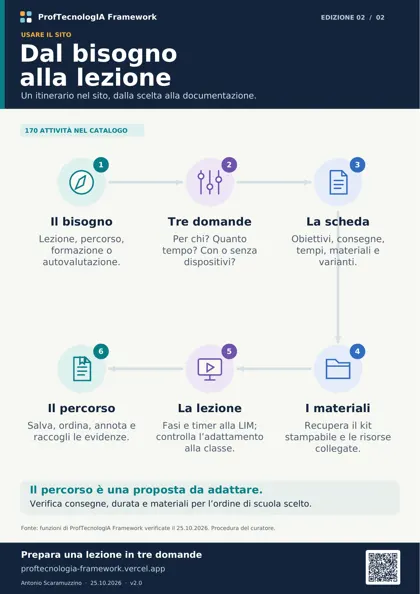 ProfTecnologIA Framework
EDIZIONE 02 / 02
USARE IL SITO
Dal bisogno
alla lezione
Un itinerario nel sito, dalla scelta alla documentazione.
170 ATTIVITÀ NEL CATALOGO
1
2
3
Il bisogno
Lezione, percorso,
formazione o
autovalutazione.
Tre domande
Per chi? Quanto
tempo? Con o senza
dispositivi?
La scheda
Obiettivi, consegne,
tempi, materiali e
varianti.
6
5
4
Il percorso
Salva, ordina, annota e
raccogli le evidenze.
La lezione
Fasi e timer alla LIM;
controlla l’adattamento
alla classe.
I materiali
Recupera il kit
stampabile e le risorse
collegate.
Il percorso è una proposta da adattare.
Verifica consegne, durata e materiali per l’ordine di scuola scelto.
Fonte: funzioni di ProfTecnologIA Framework verificate il 25.10.2026. Procedura del curatore.
Prepara una lezione in tre domande
proftecnologia-framework.vercel.app
Antonio Scaramuzzino · 25.10.2026 · v2.0